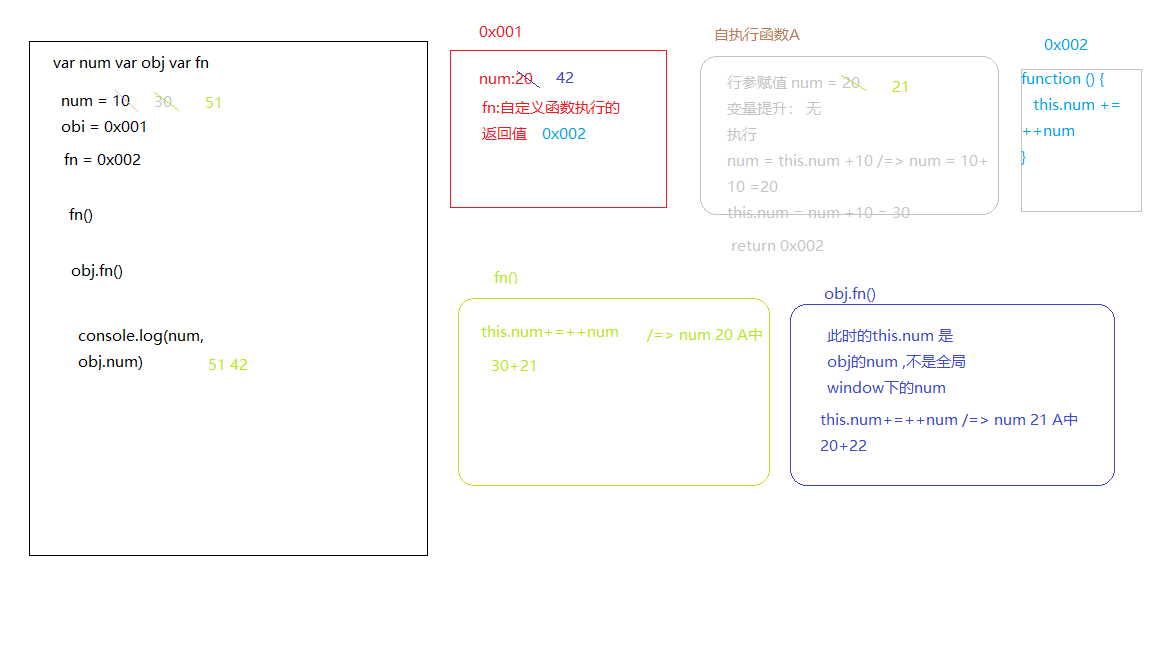 var num var obj var fn
num = 10 30 51
obi = 0x001
fn = 0x002
fn()
obj.fn()
console.log(num,
obj.num) 51 42
0x001
num:20 42
fn:自定义函数执行的
返回值 0x002
自执行函数A
行参赋值 num = 20 21
变量提升： 无
执行
num = this.num +10 /=> num = 10+
10 =20
this.num = num +10 = 30
return 0x002
0x002
function () {
this.num +=
++num
}
fn()
this.num+=++num /=> num 20 A中
30+21
obj.fn()
此时的this.num 是
obj的num ,不是全局
window下的num
this.num+=++num /=> num 21 A中
20+22